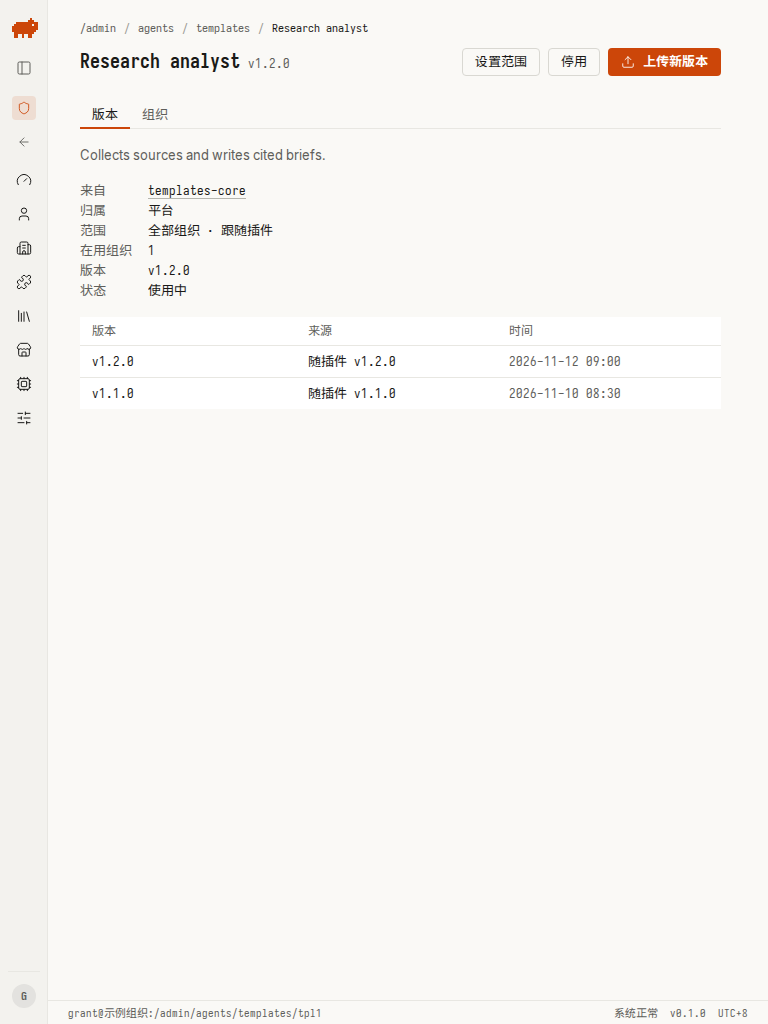 /admin / agents / templates / Research analyst
Research analyst v1.2.0
设置范围 停用 上传新版本
版本 组织
Collects sources and writes cited briefs.
来自 templates-core
归属 平台
范围 全部组织 · 跟随插件
在用组织 1
版本 v1.2.0
状态 使用中
版本 来源 时间
v1.2.0 随插件 v1.2.0 2026-11-12 09:00
v1.1.0 随插件 v1.1.0 2026-11-10 08:30
G
grant@示例组织:/admin/agents/templates/tpl1 系统正常 v0.1.0 UTC+8